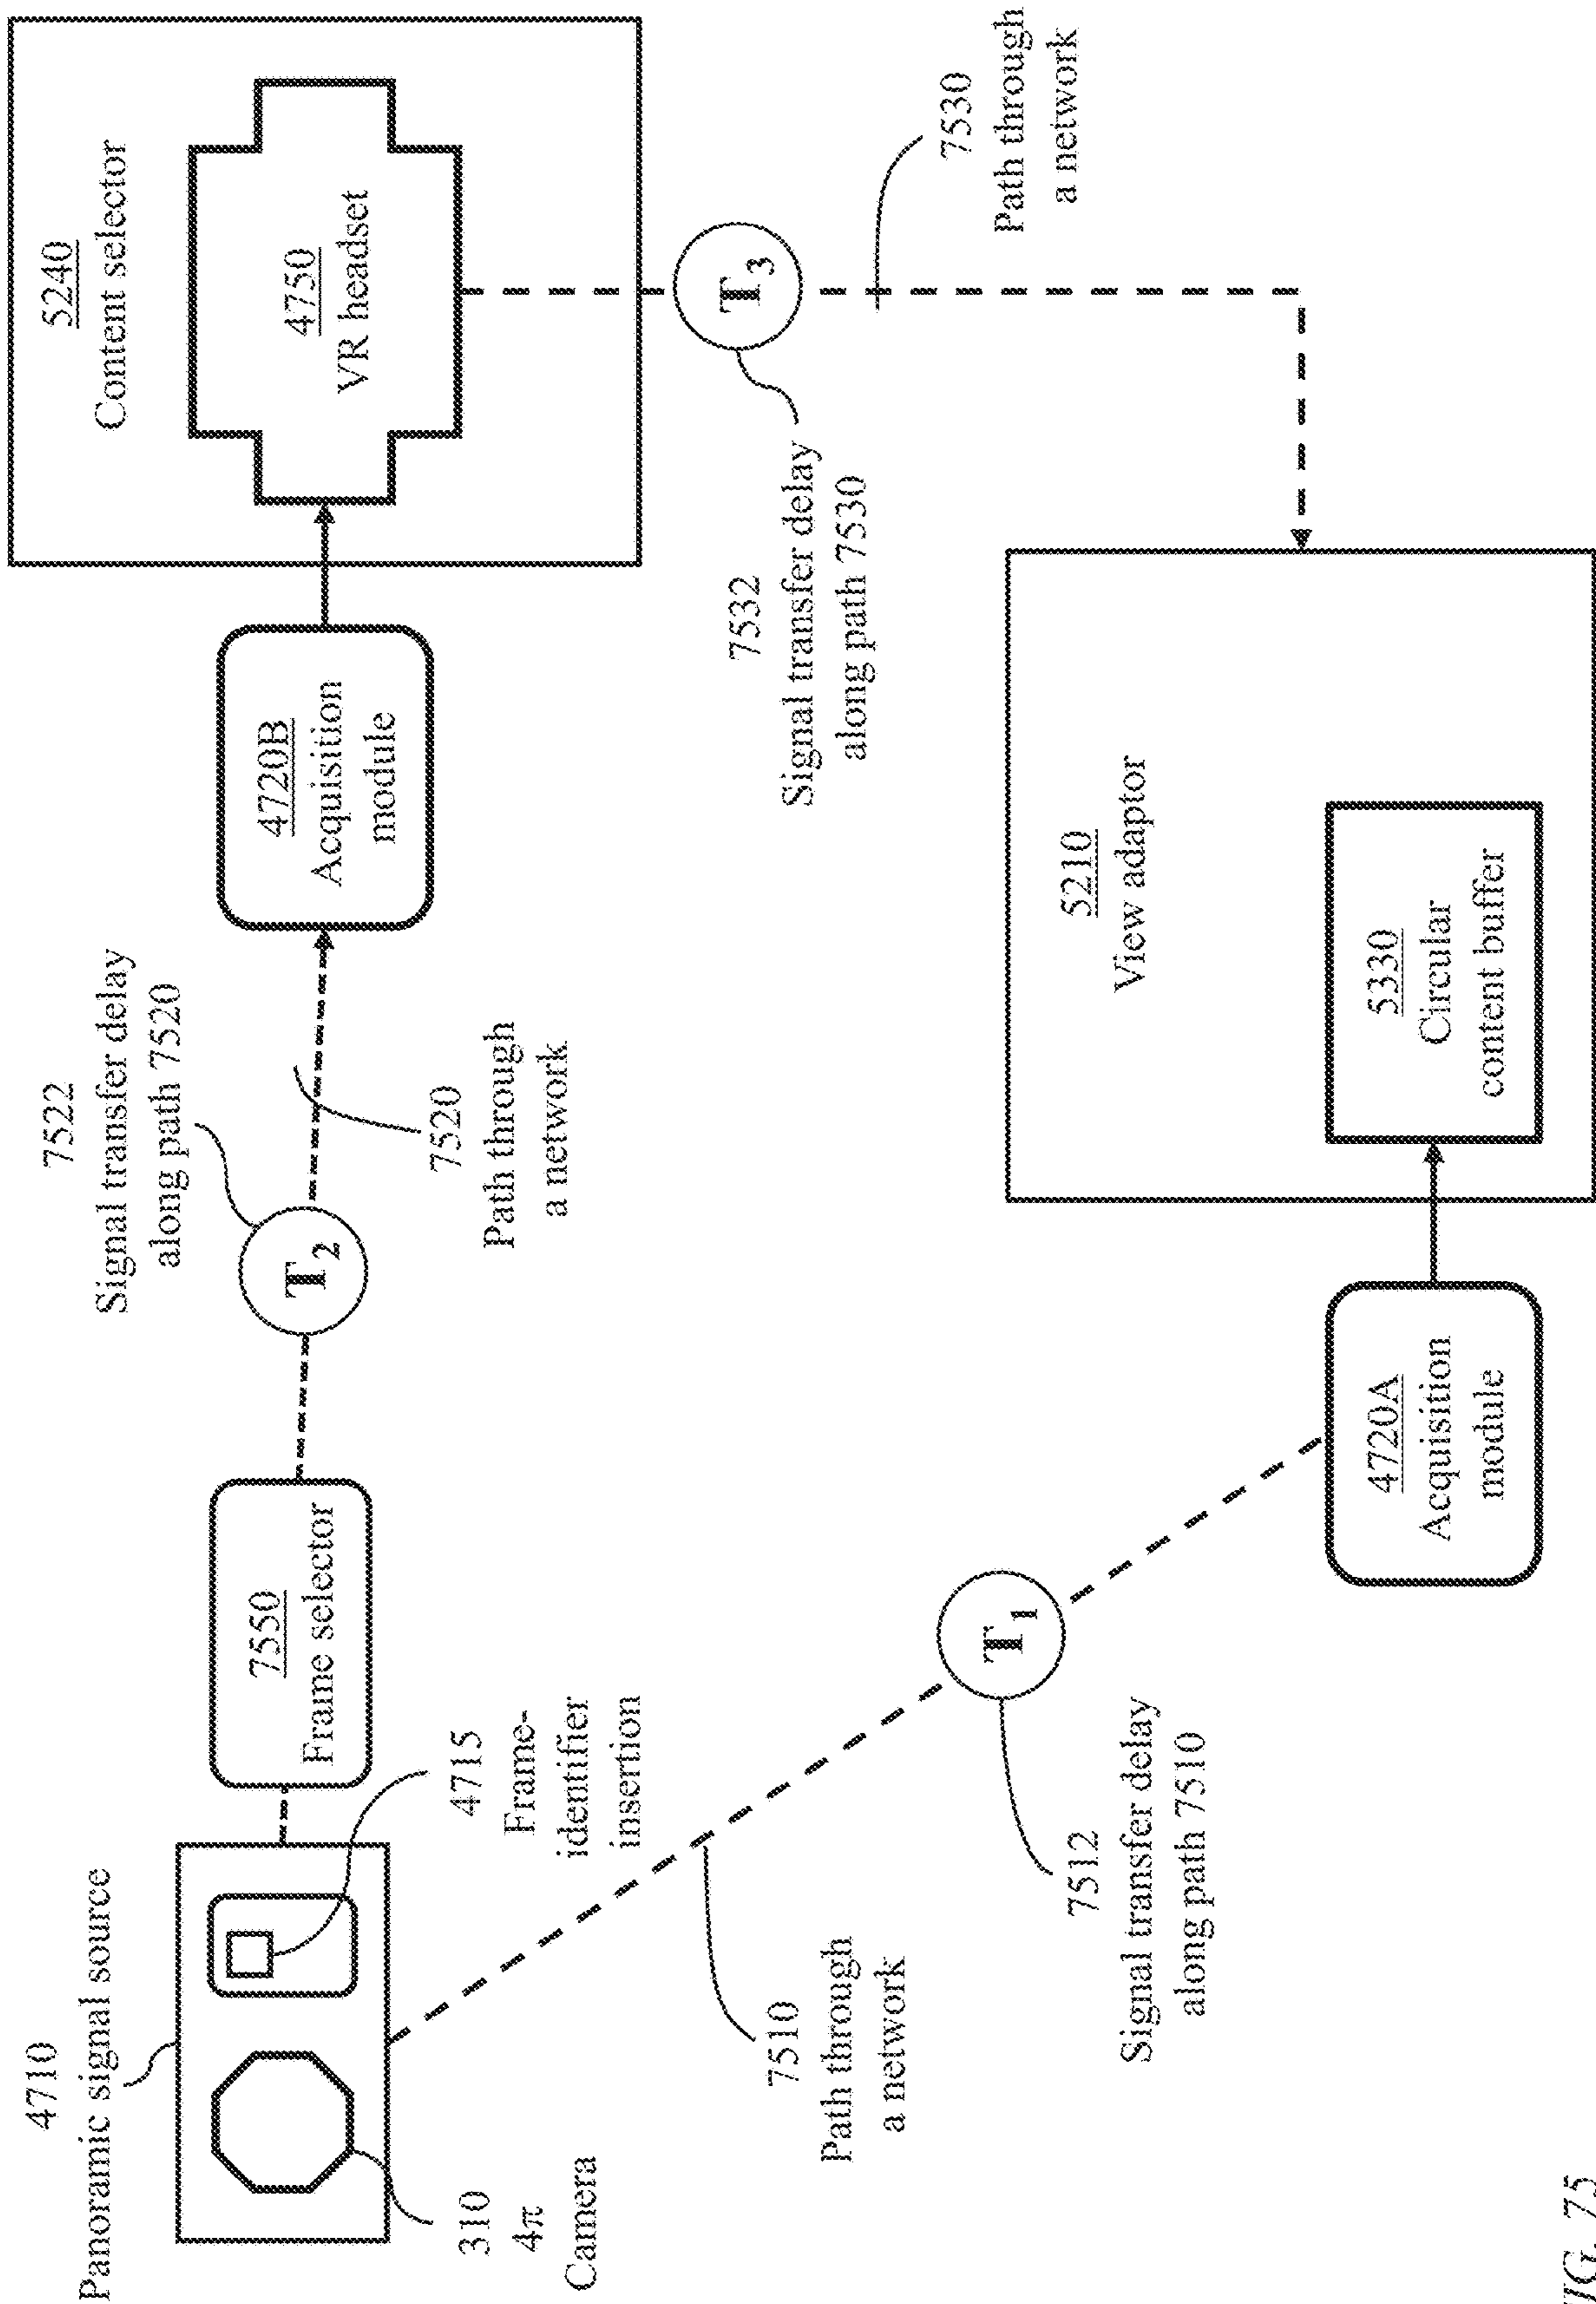 4710
Panoramic signal source
310
4π
Camera
4715
Frame-
identifier
insertion
7550
Frame selector
7522
Signal transfer delay
along path 7520
T2
7520
Path through
a network
4720B
Acquisition
module
5240
Content selector
4750
VR headset
T3
7532
Signal transfer delay
along path 7530
7530
Path through
a network
7510
Path through
a network
T1
7512
Signal transfer delay
along path 7510
4720A
Acquisition
module
5210
View adaptor
5330
Circular
content buffer
FIG. 75